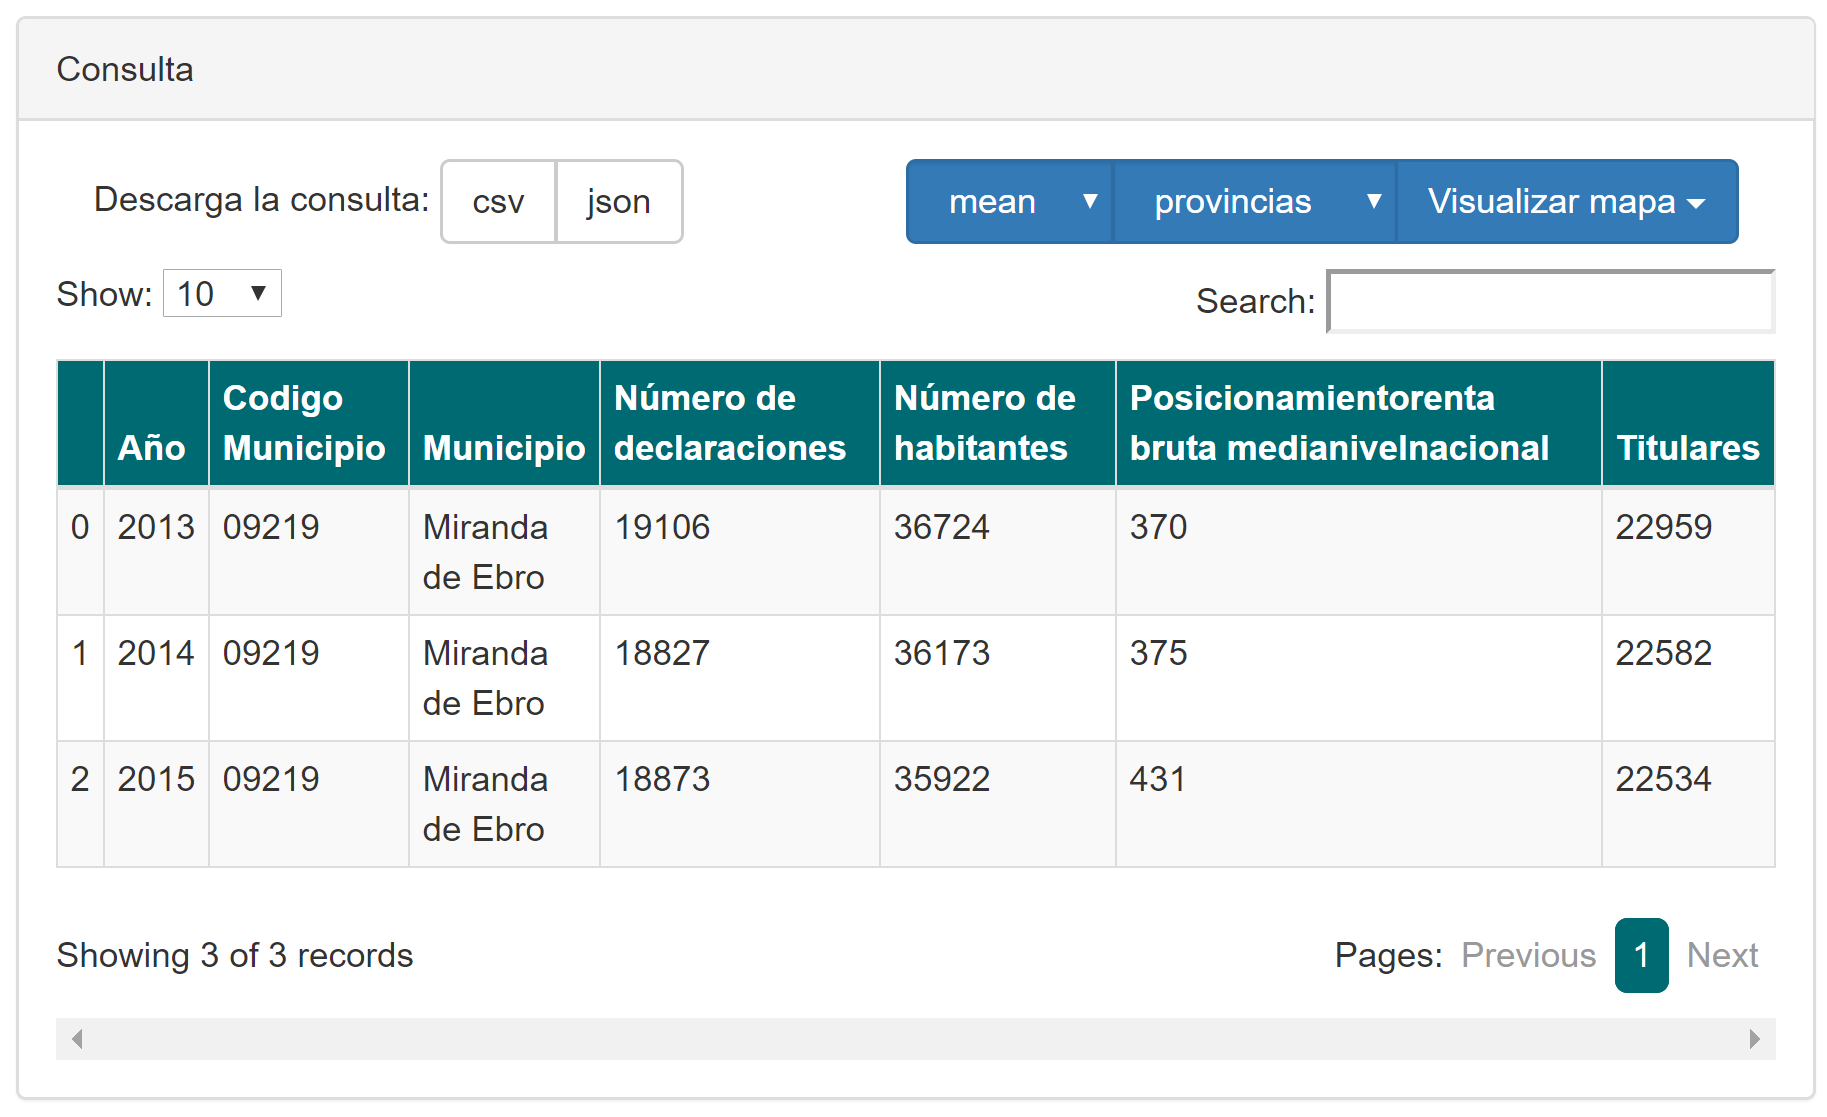 Consulta
Descarga la consulta: csv json mean provincias Visualizar mapa
Show: 10 Search:
Año Codigo Municipio Municipio Número de declaraciones Número de habitantes Posicionamientorenta bruta medianivelnacional Titulares
0 2013 09219 Miranda de Ebro 19106 36724 370 22959
1 2014 09219 Miranda de Ebro 18827 36173 375 22582
2 2015 09219 Miranda de Ebro 18873 35922 431 22534
Showing 3 of 3 records Pages: Previous 1 Next